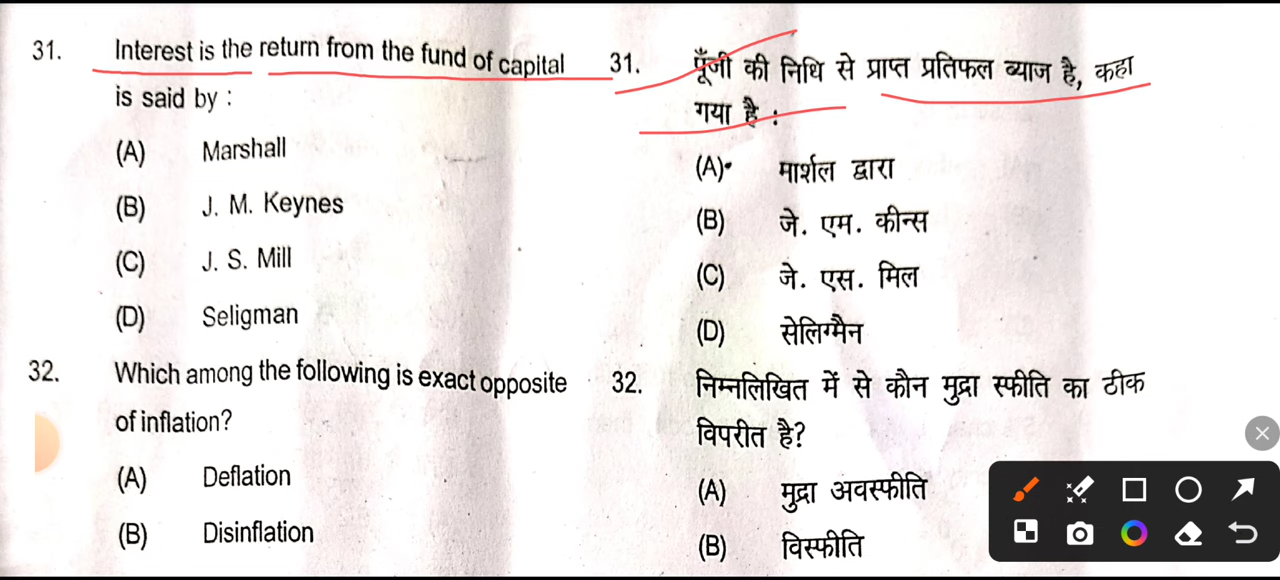 31. Interest is the return from the fund of capital
is said by :
(A) Marshall
(B) J. M. Keynes
(C) J. S. Mill
(D) Seligman
32. Which among the following is exact opposite
of inflation?
(A) Deflation
(B) Disinflation
31. पूँजी की निधि से प्राप्त प्रतिफल ब्याज है, कहा
गया है :
(A) मार्शल द्वारा
(B) जे. एम. कीन्स
(C) जे. एस. मिल
(D) सेलिग्मैन
32. निम्नलिखित में से कौन मुद्रा स्फीति का ठीक
विपरीत है?
(A) मुद्रा अवस्फीति
(B) विस्फीति